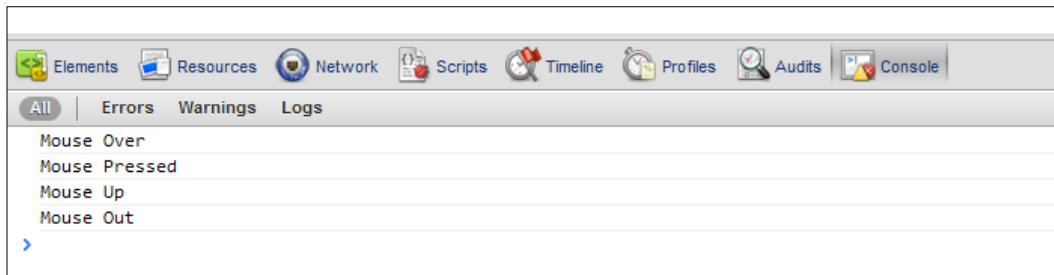 Elements Resources Network Scripts Timeline Profiles Audits Console
All Errors Warnings Logs
Mouse Over
Mouse Pressed
Mouse Up
Mouse Out
>